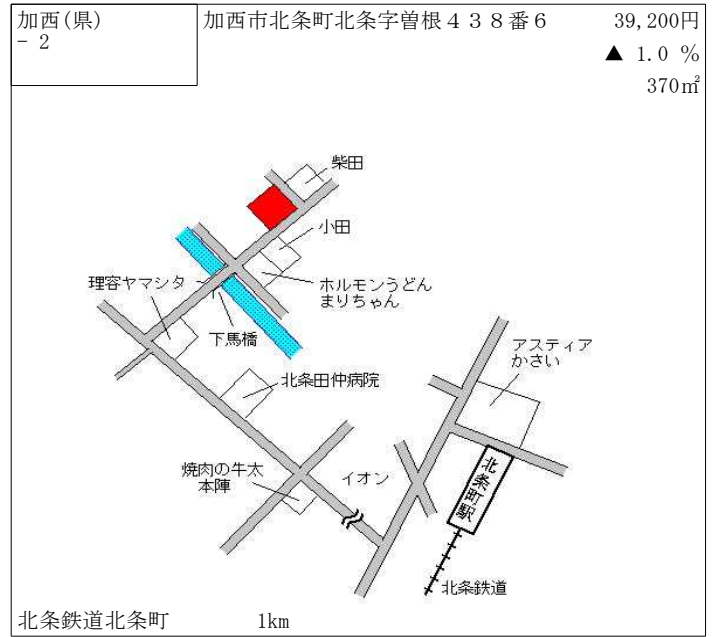 加西(県)
- 2
加西市北条町北条字曽根４３８番６
39,200円
▲ 1.0 %
370㎡
柴田
小田
ホルモンうどん
まりちゃん
理容ヤマシタ
下馬橋
北条田仲病院
アスティア
かさい
焼肉の牛太
本陣
イオン
北条町駅
北条鉄道
北条鉄道北条町
1km